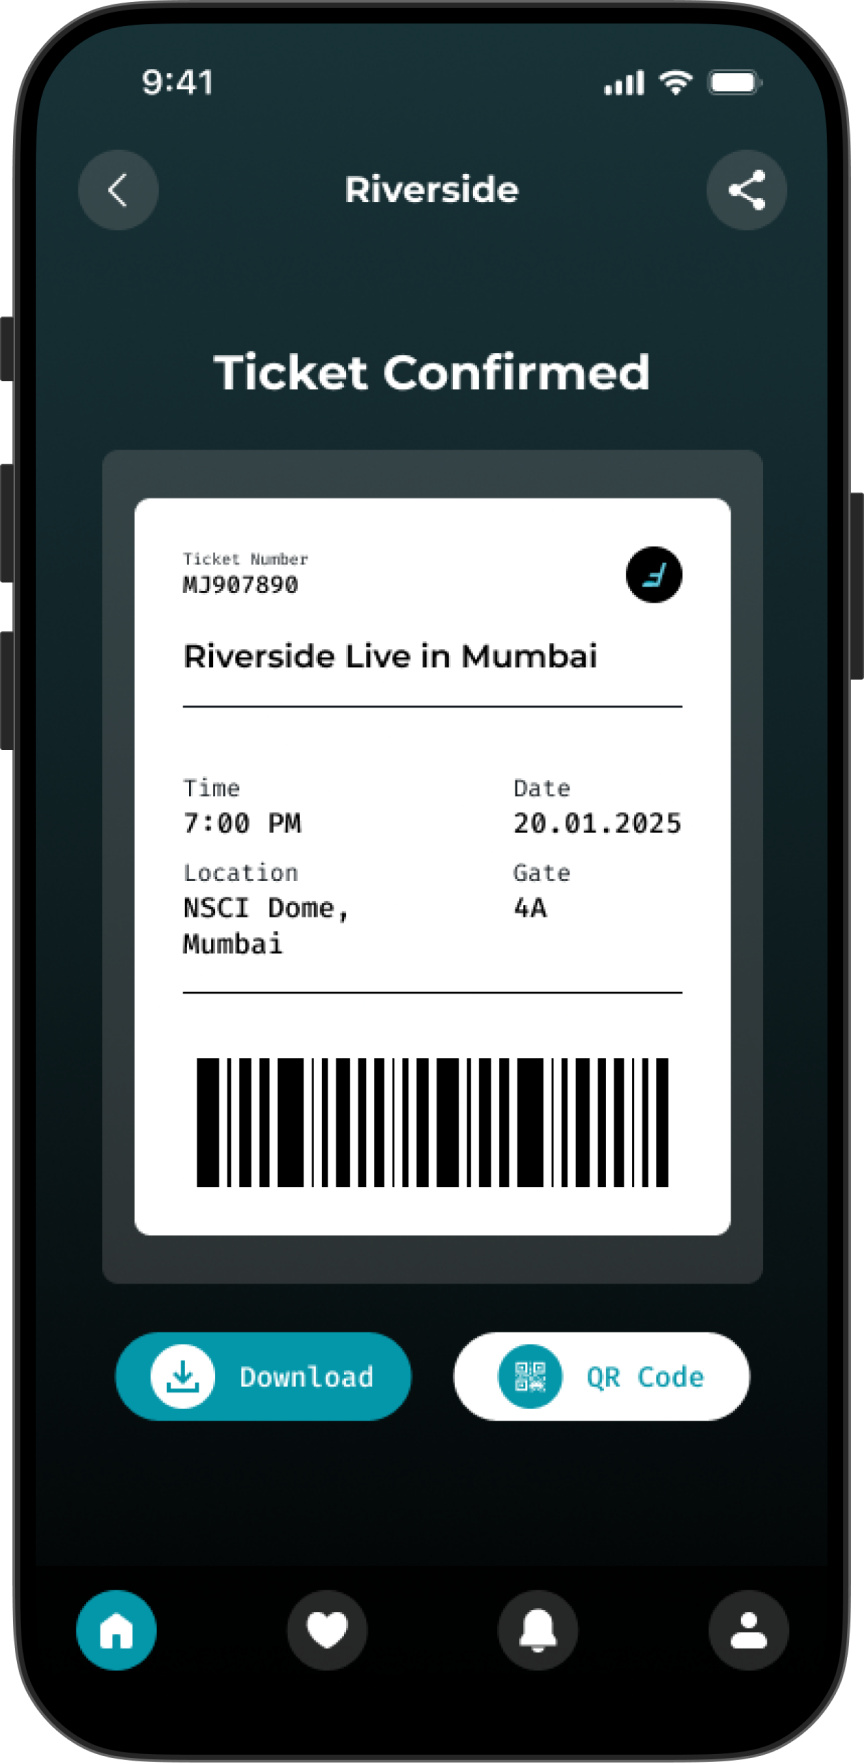 9:41
Riverside
Ticket Confirmed
Ticket Number
MJ907890
Riverside Live in Mumbai
Time
Date
7:00 PM
20.01.2025
Location
Gate
NSCI Dome,
4A
Mumbai
Download
QR Code